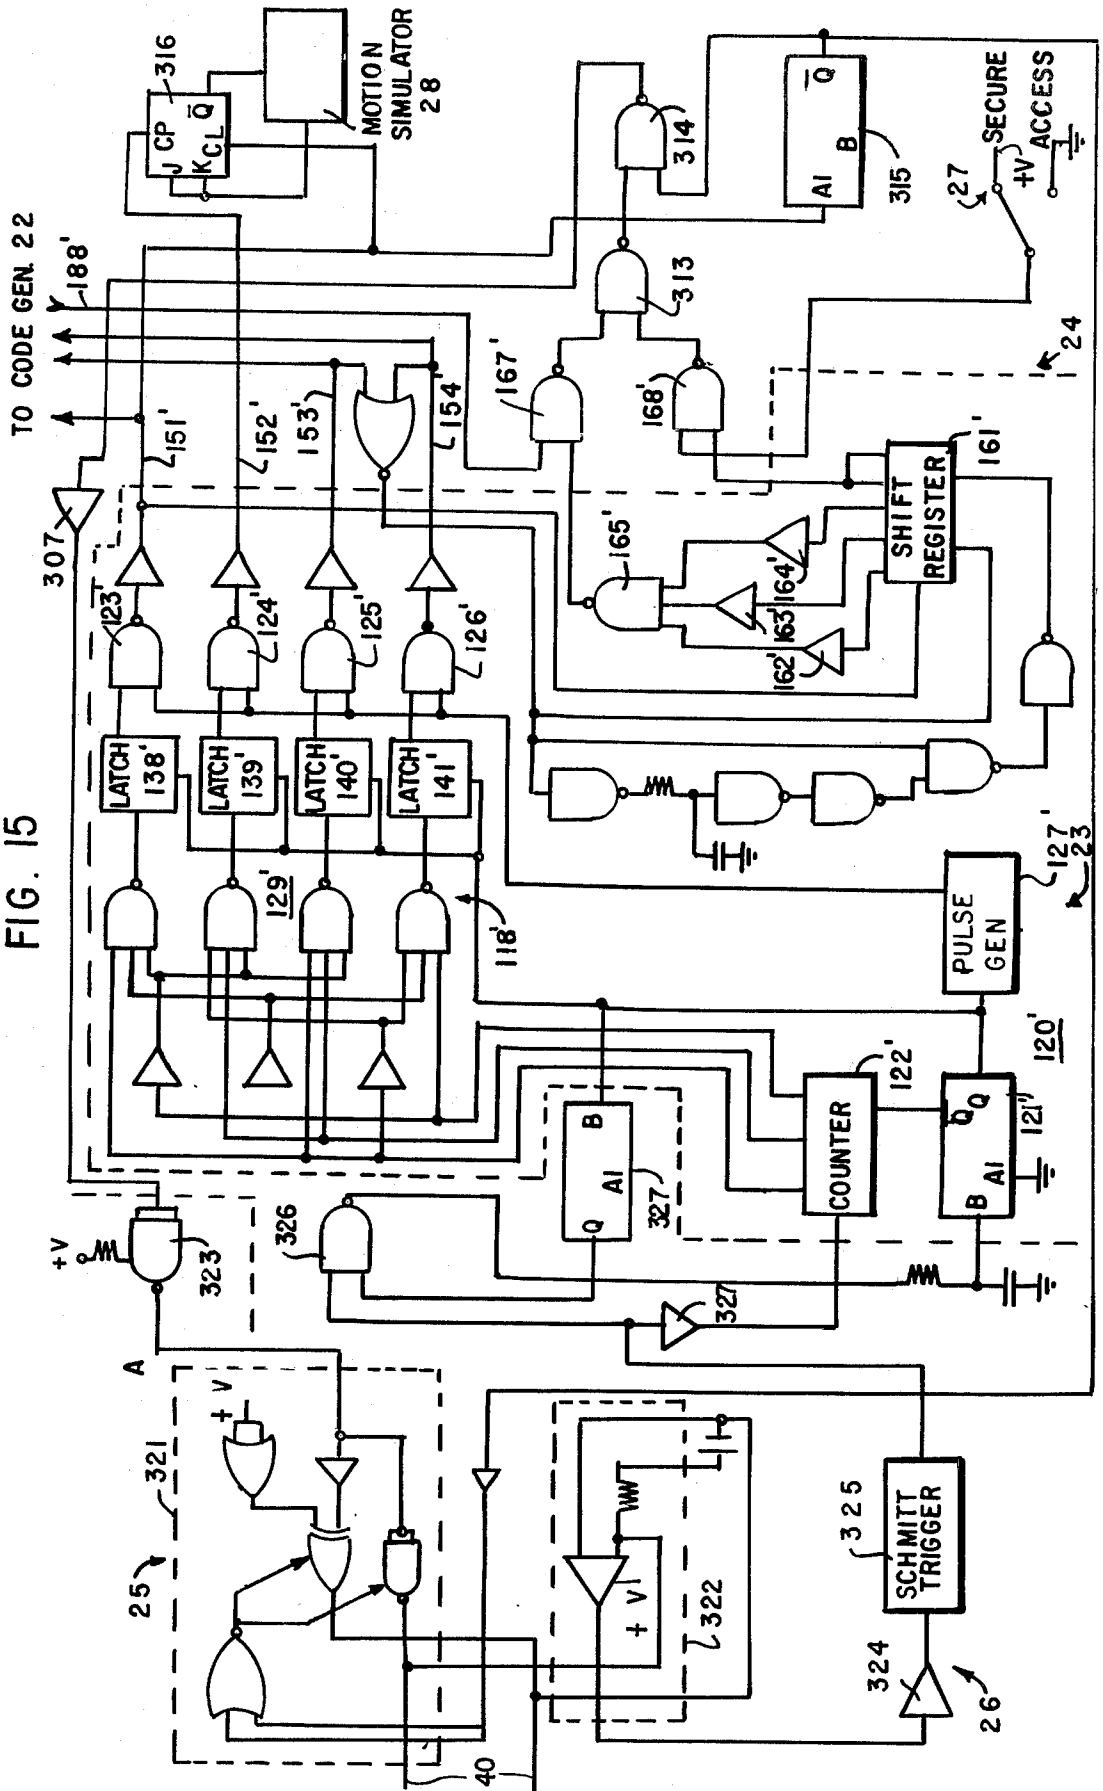 FIG. 15
TO CODE GEN. 22
188'
316
CP
J
K
CL
Q
MOTION
SIMULATOR
28
307
151'
152'
153'
154'
123'
124'
125'
126'
LATCH
138'
LATCH
139'
LATCH
140'
LATCH
141'
129'
118'
314
Q
B
A1
315
SECURE
+V
ACCESS
27
313
167'
168'
24
161'
SHIFT
REGISTER
165'
164'
163'
162'
127'
23
PULSE
GEN
120'
122'
COUNTER
Q
Q
121'
B
A1
B
A1
Q
327
326
327
+V
323
A
+V
321
25
+V
322
40
SCHMITT
TRIGGER
325
324
26